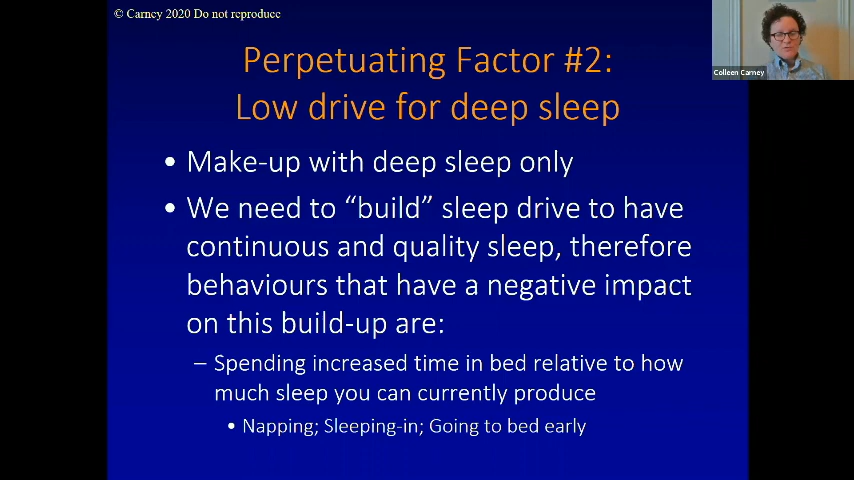 © Carney 2020 Do not reproduce
Colleen Carney
Perpetuating Factor #2:
Low drive for deep sleep
• Make-up with deep sleep only
• We need to “build” sleep drive to have
continuous and quality sleep, therefore
behaviours that have a negative impact
on this build-up are:
– Spending increased time in bed relative to how
much sleep you can currently produce
• Napping; Sleeping-in; Going to bed early